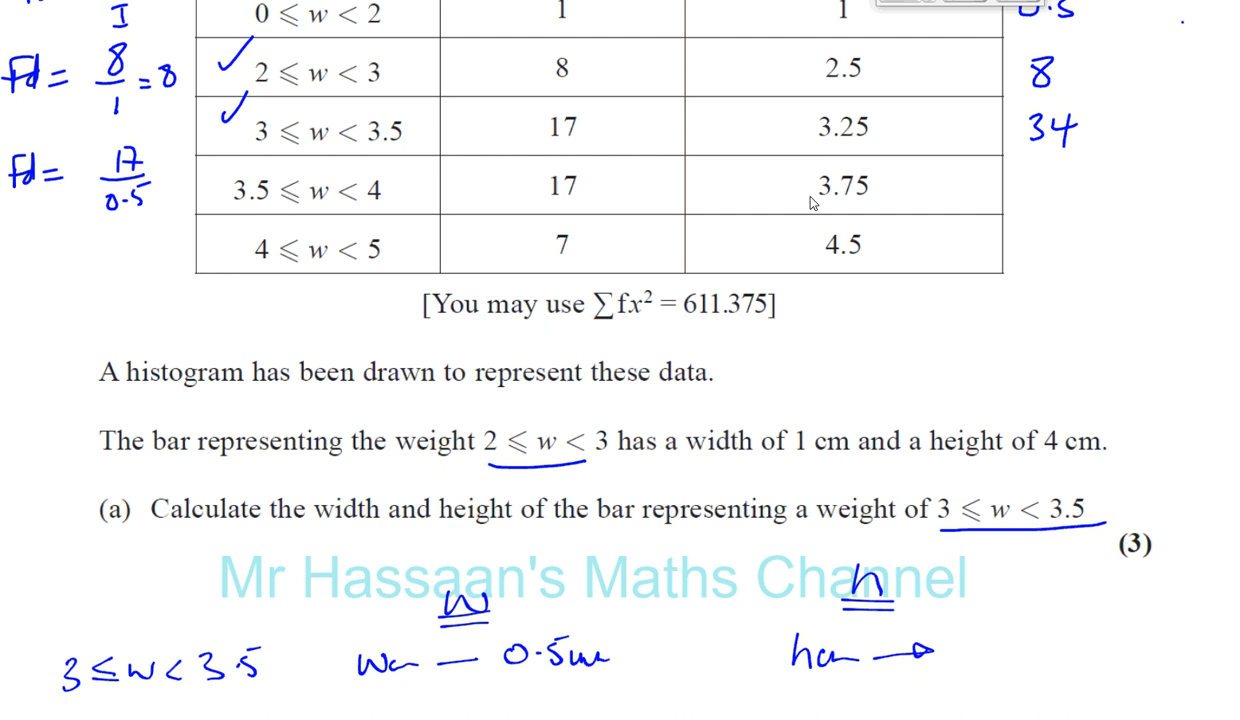 I
0 ⩽ w < 2 1 1 0.5
Fd = 8/1 = 8
2 ⩽ w < 3 8 2.5 8
3 ⩽ w < 3.5 17 3.25 34
Fd = 17/0.5
3.5 ⩽ w < 4 17 3.75
4 ⩽ w < 5 7 4.5
[You may use ∑fx² = 611.375]
A histogram has been drawn to represent these data.
The bar representing the weight 2 ⩽ w < 3 has a width of 1 cm and a height of 4 cm.
(a) Calculate the width and height of the bar representing a weight of 3 ⩽ w < 3.5
(3)
Mr Hassaan's Maths Channel
w h
3 ≤ w < 3.5 wcm — 0.5 hcm →